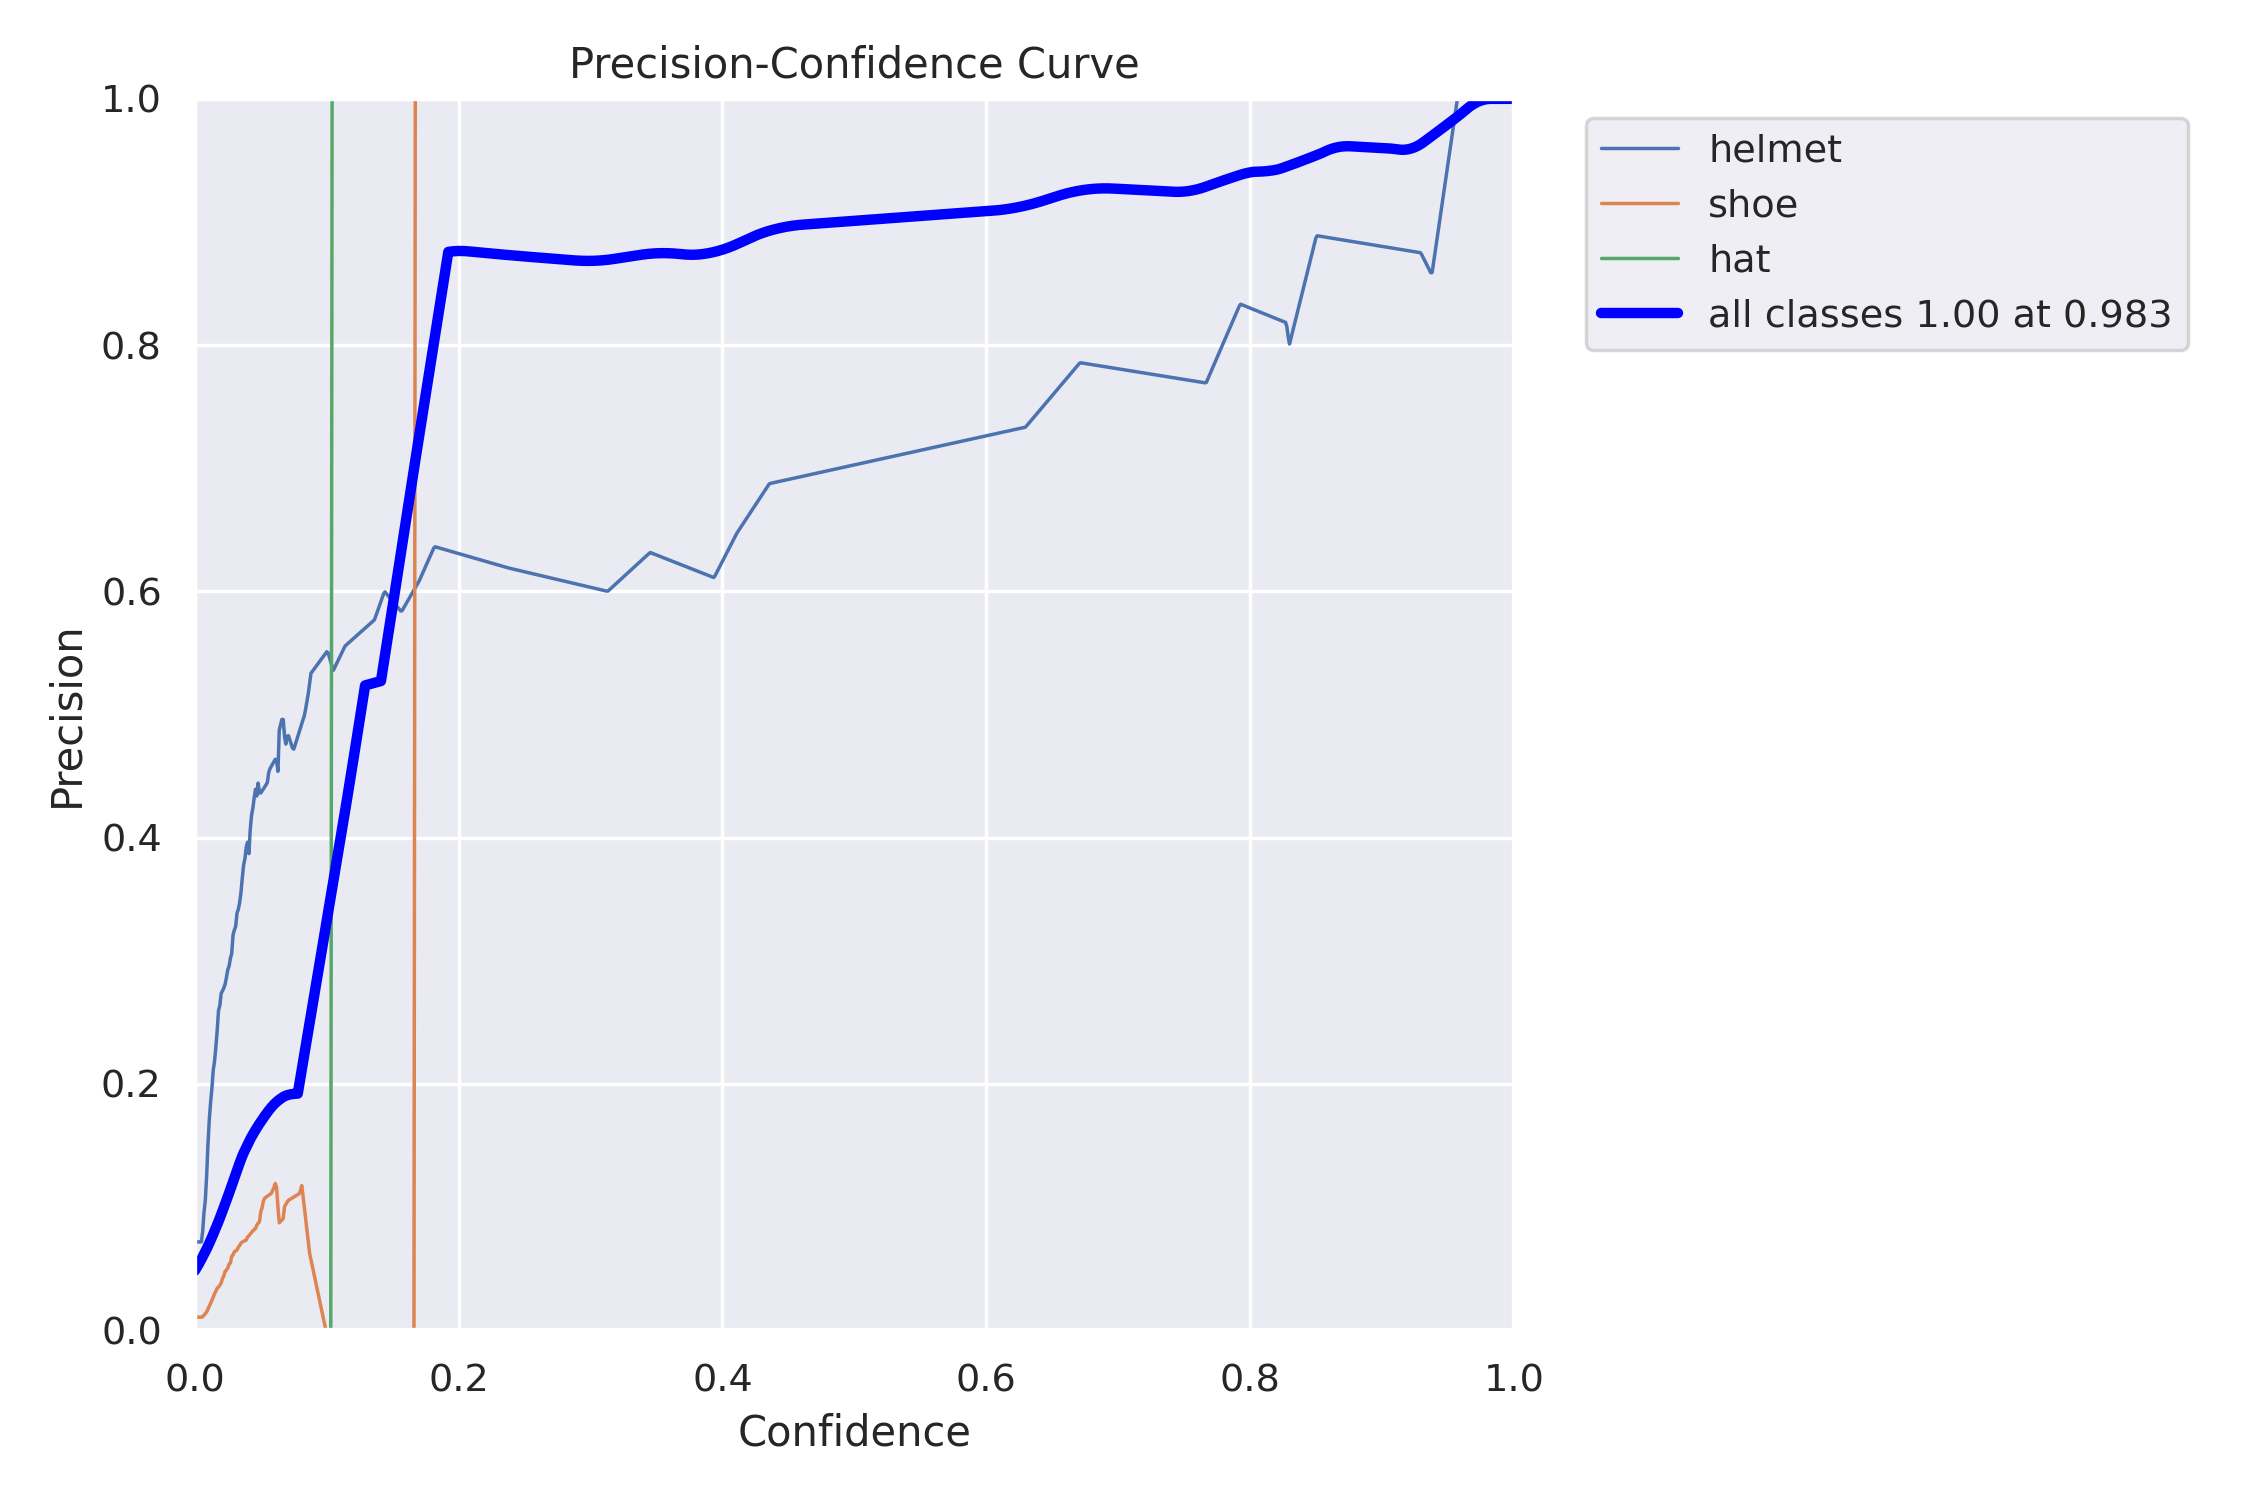 Precision-Confidence Curve
1.0
0.8
0.6
0.4
0.2
0.0
Precision
0.0 0.2 0.4 0.6 0.8 1.0
Confidence
helmet
shoe
hat
all classes 1.00 at 0.983